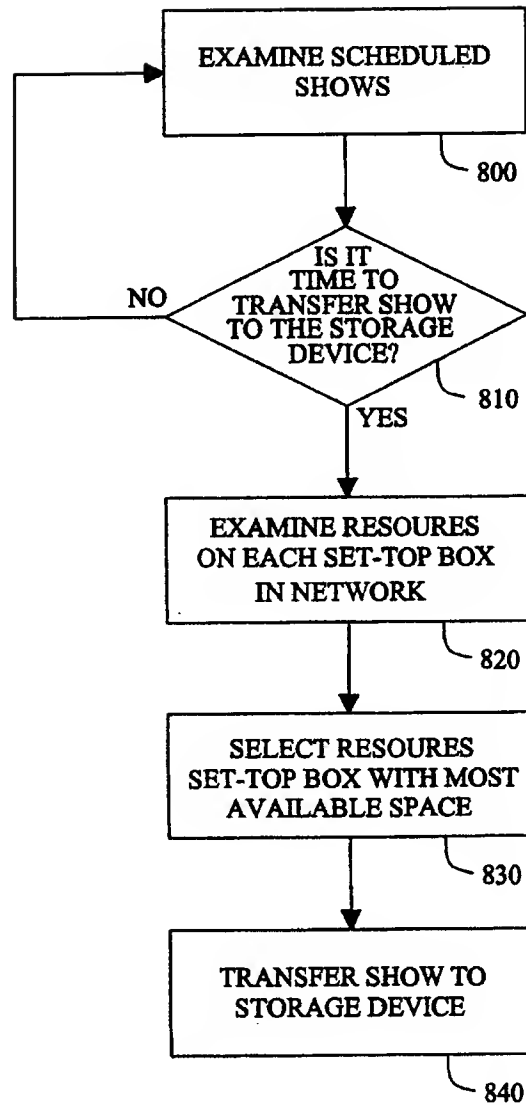 EXAMINE SCHEDULED
SHOWS
800
IS IT
TIME TO
TRANSFER SHOW
TO THE STORAGE
DEVICE?
NO
810
YES
EXAMINE RESOURES
ON EACH SET-TOP BOX
IN NETWORK
820
SELECT RESOURES
SET-TOP BOX WITH MOST
AVAILABLE SPACE
830
TRANSFER SHOW TO
STORAGE DEVICE
840